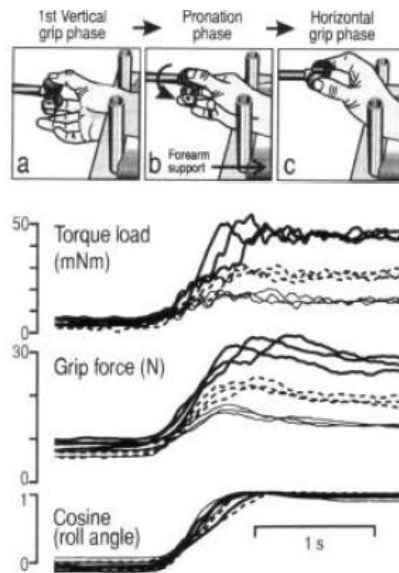 1st Vertical
grip phase
Pronation
phase
Horizontal
grip phase
a
b
Forearm
support
c
50
Torque load
(mNm)
0
30
Grip force (N)
0
1
Cosine
(roll angle)
0
1 s